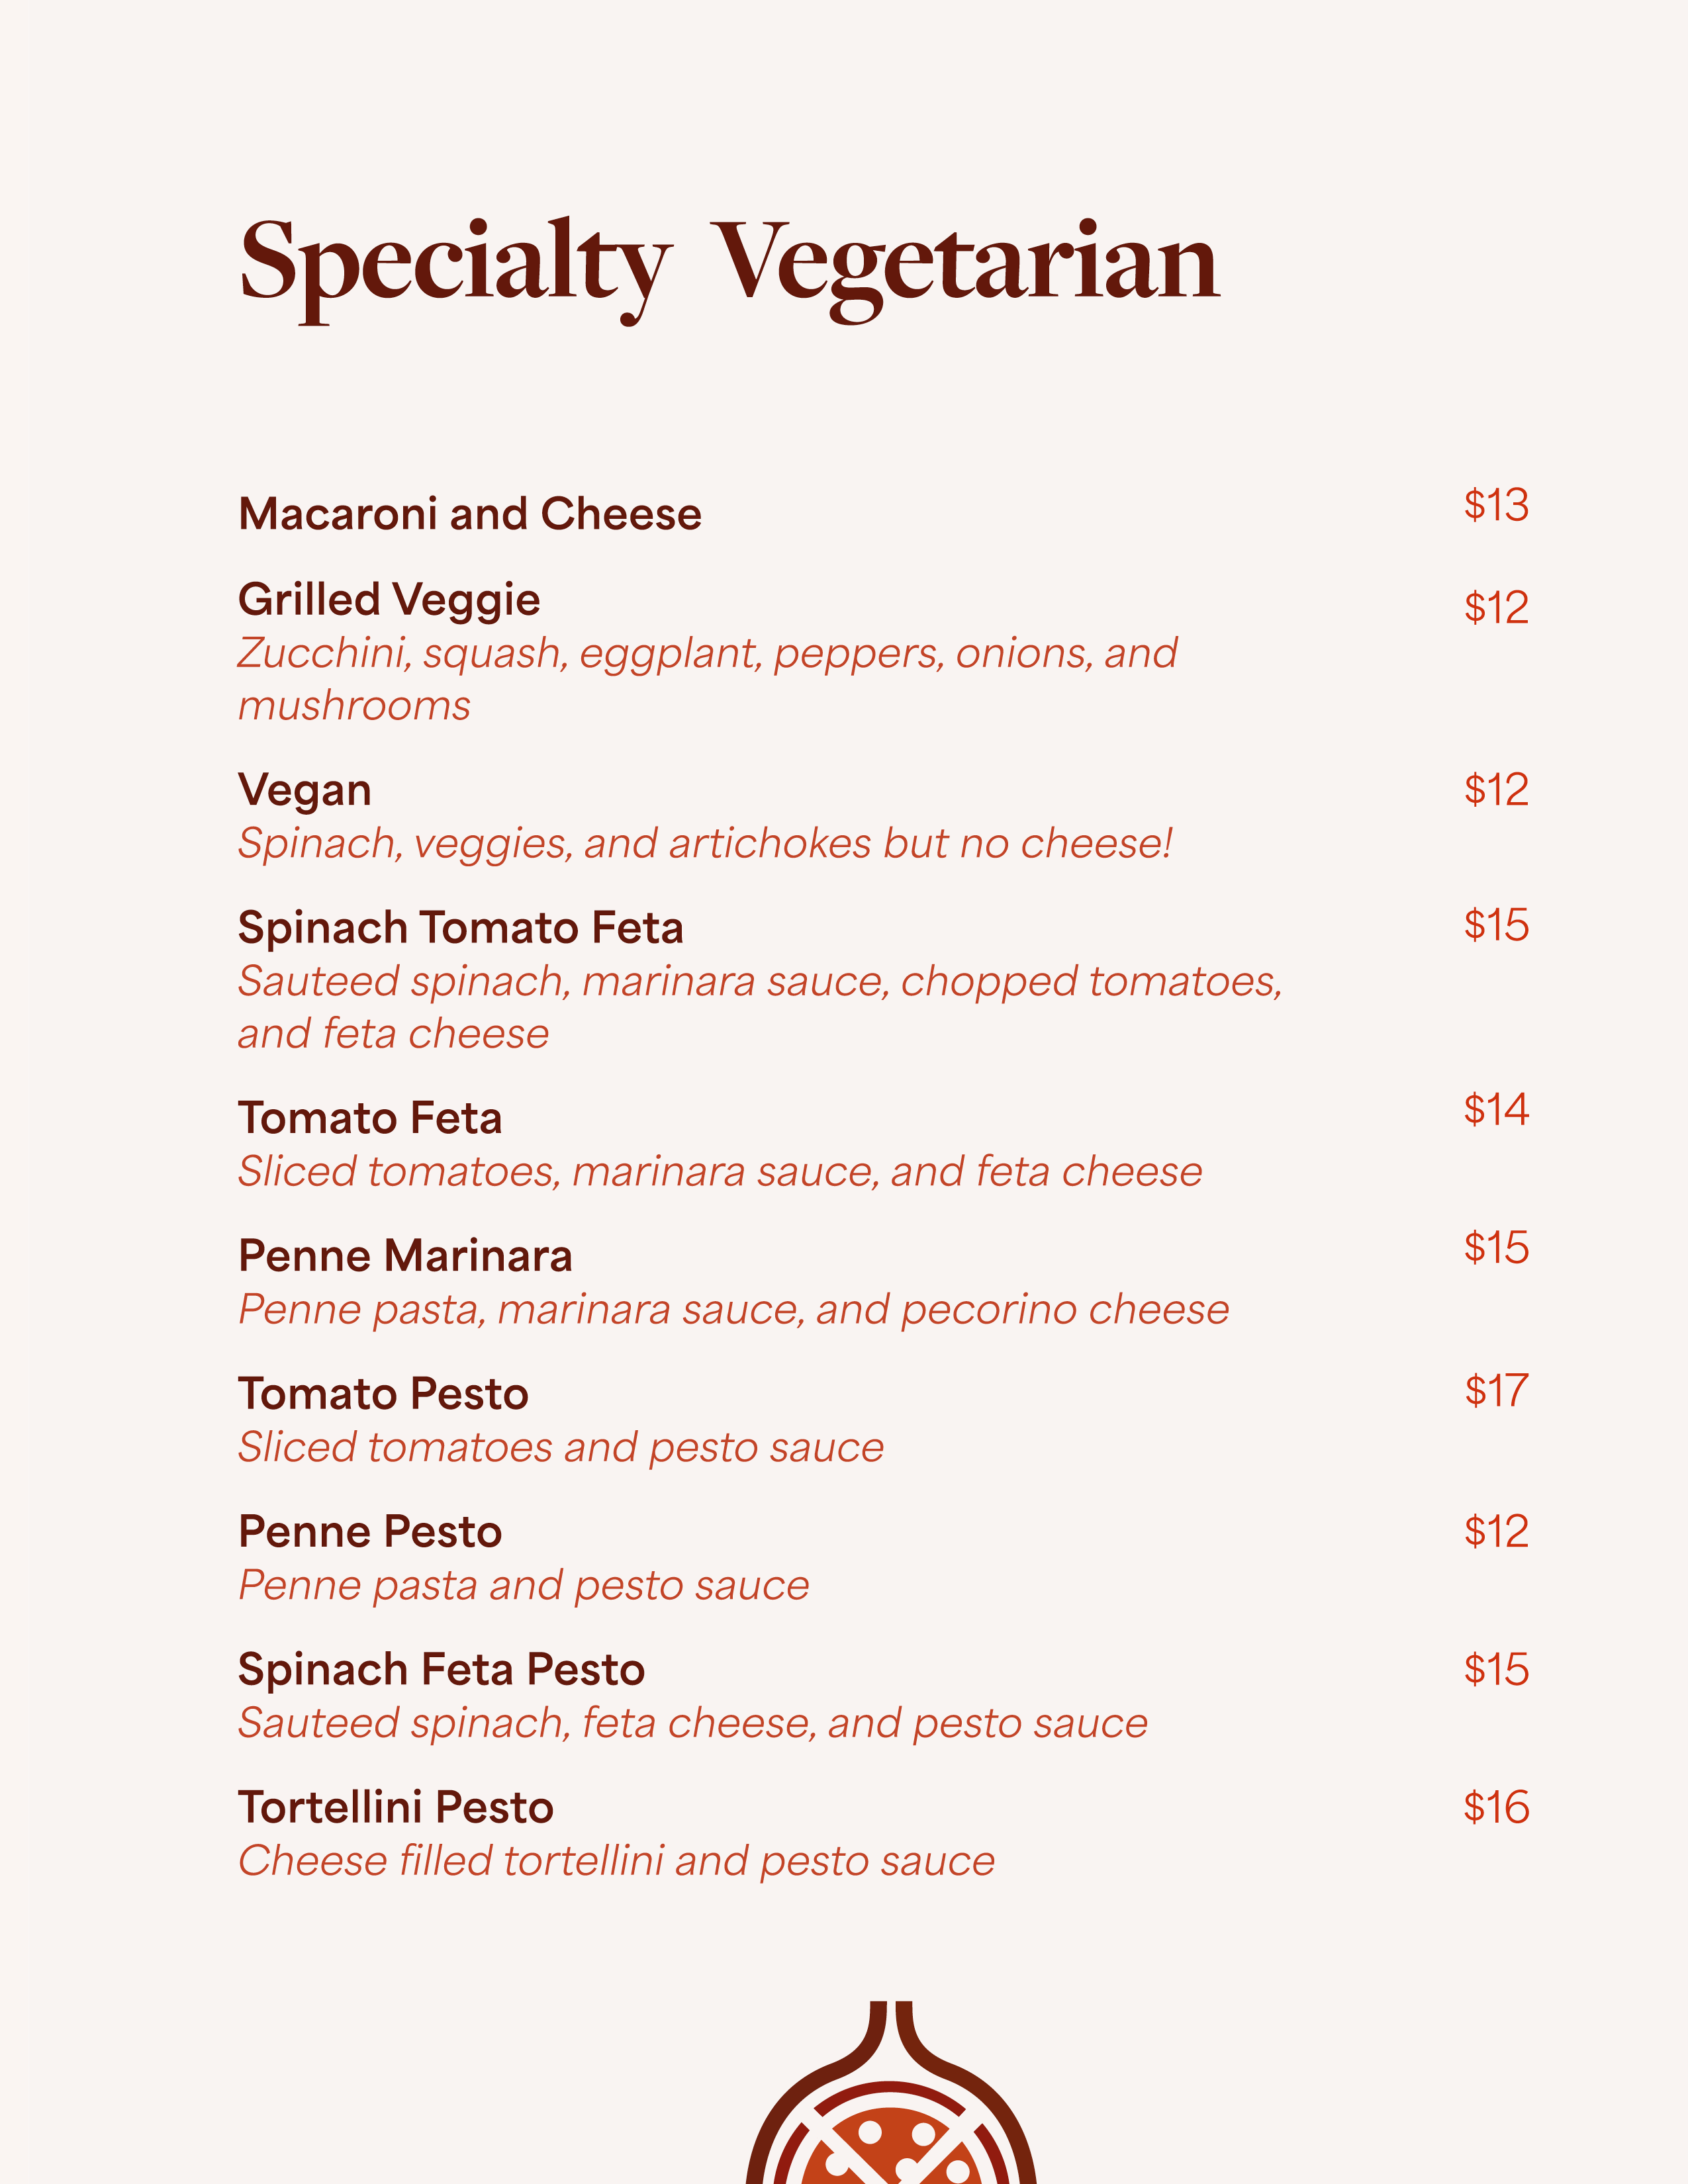 Specialty Vegetarian
Macaroni and Cheese $13
Grilled Veggie $12
Zucchini, squash, eggplant, peppers, onions, and
mushrooms
Vegan $12
Spinach, veggies, and artichokes but no cheese!
Spinach Tomato Feta $15
Sauteed spinach, marinara sauce, chopped tomatoes,
and feta cheese
Tomato Feta $14
Sliced tomatoes, marinara sauce, and feta cheese
Penne Marinara $15
Penne pasta, marinara sauce, and pecorino cheese
Tomato Pesto $17
Sliced tomatoes and pesto sauce
Penne Pesto $12
Penne pasta and pesto sauce
Spinach Feta Pesto $15
Sauteed spinach, feta cheese, and pesto sauce
Tortellini Pesto $16
Cheese filled tortellini and pesto sauce